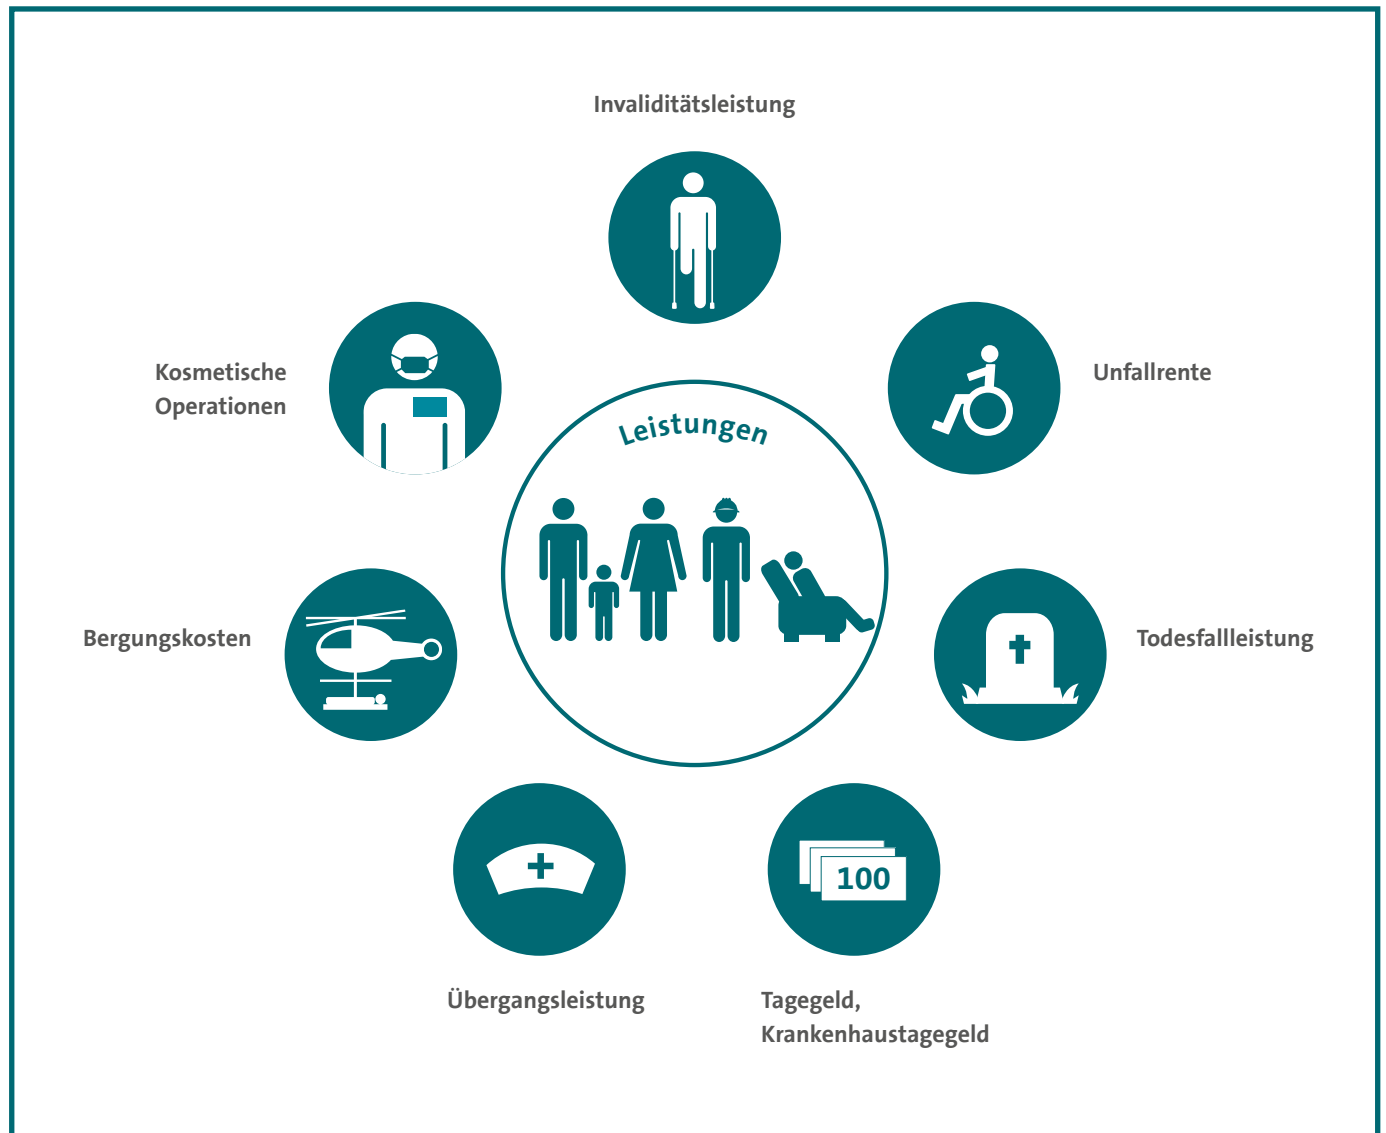 Invaliditätsleistung
Kosmetische
Operationen
Unfallrente
Leistungen
Bergungskosten
Todesfallleistung
100
Übergangsleistung
Tagegeld,
Krankenhaustagegeld